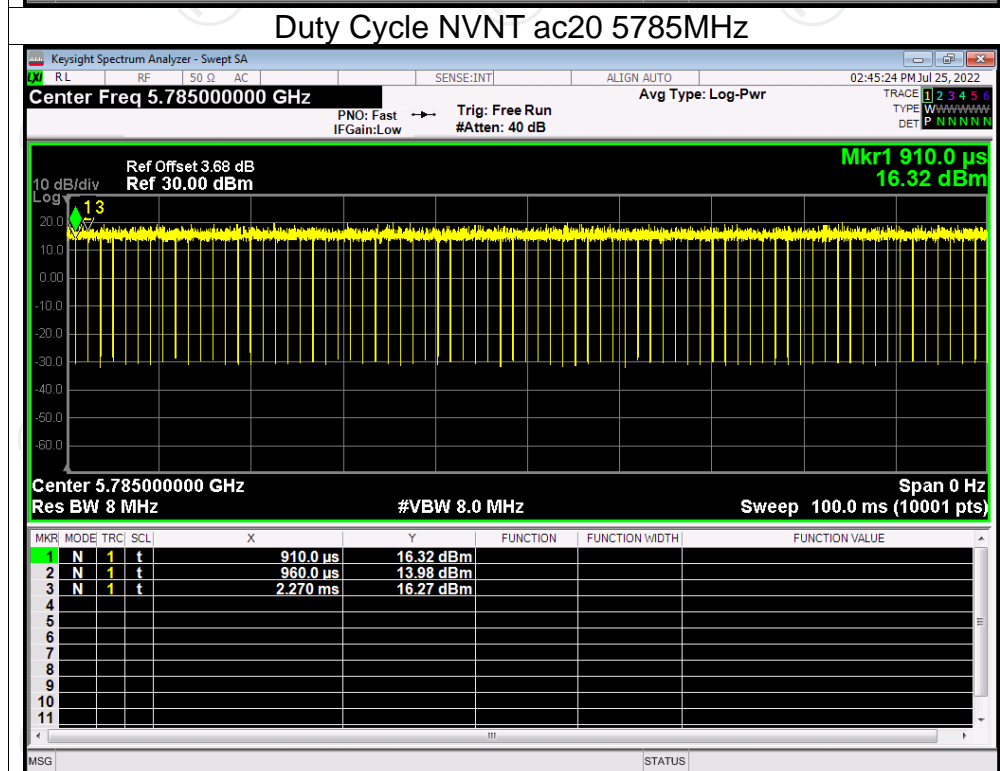 Duty Cycle NVNT ac20 5785MHz
Keysight Spectrum Analyzer - Swept SA
LXI RL RF 50 Ω AC SENSE:INT ALIGN AUTO 02:45:24 PM Jul 25, 2022
Center Freq 5.785000000 GHz Avg Type: Log-Pwr TRACE 1 2 3 4 5 6
PNO: Fast Trig: Free Run TYPE WWWWWW
IFGain:Low #Atten: 40 dB DET P N N N N N
Mkr1 910.0 µs
16.32 dBm
Ref Offset 3.68 dB
10 dB/div Ref 30.00 dBm
Log
1 3
20.0
10.0
0.00
-10.0
-20.0
-30.0
-40.0
-50.0
-60.0
Center 5.785000000 GHz Span 0 Hz
Res BW 8 MHz #VBW 8.0 MHz Sweep 100.0 ms (10001 pts)
MKR MODE TRC SCL X Y FUNCTION FUNCTION WIDTH FUNCTION VALUE
1 N 1 t 910.0 µs 16.32 dBm
2 N 1 t 960.0 µs 13.98 dBm
3 N 1 t 2.270 ms 16.27 dBm
4
5
6
7
8
9
10
11
MSG STATUS